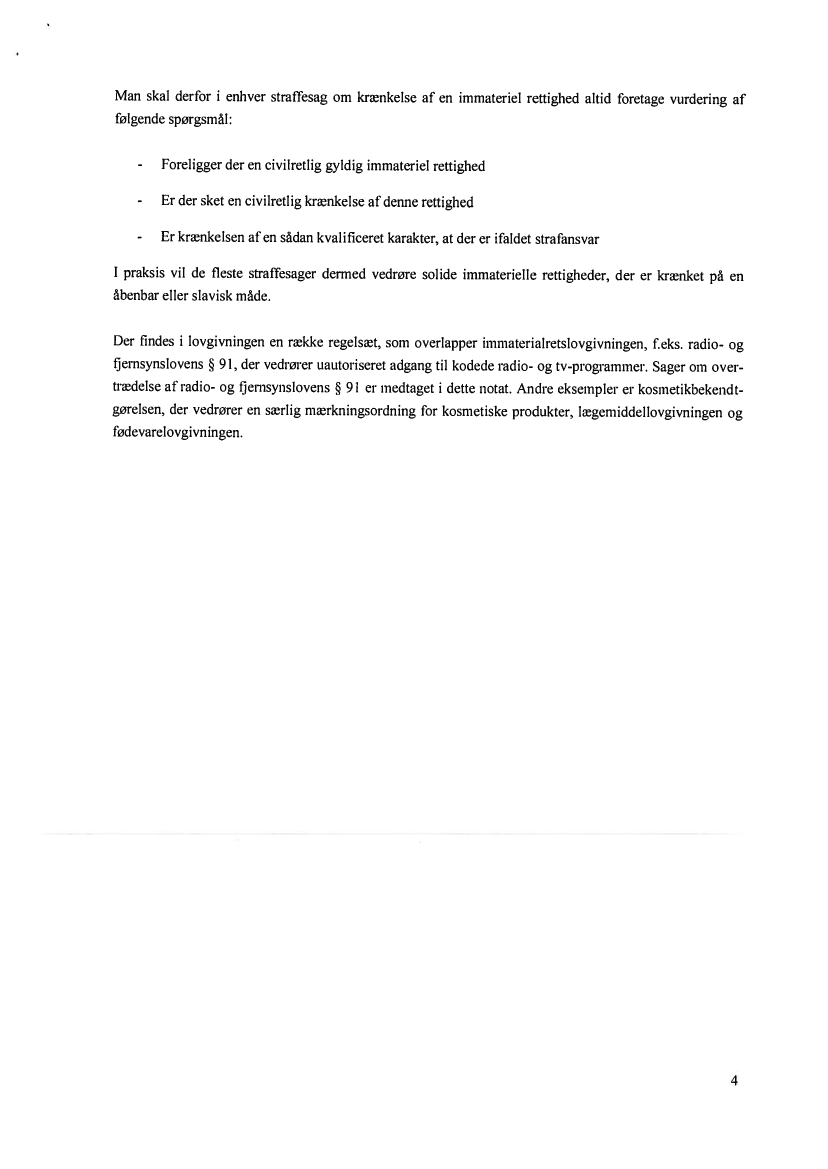 Man skal derfor i enhver straffesag om krænkelse af en immateriel rettighed altid foretage vurdering af
følgende spørgsmål:
- Foreligger der en civilretlig gyldig immateriel rettighed
- Er der sket en civilretlig krænkelse af denne rettighed
- Er krænkelsen af en sådan kvalificeret karakter, at der er ifaldet strafansvar
I praksis vil de fleste straffesager dermed vedrøre solide immaterielle rettigheder, der er krænket på en
åbenbar eller slavisk måde.
Der findes i lovgivningen en række regelsæt, som overlapper immaterialretslovgivningen, f.eks. radio- og
fjernsynslovens § 91, der vedrører uautoriseret adgang til kodede radio- og tv-programmer. Sager om over-
trædelse af radio- og fjernsynslovens § 91 er medtaget i dette notat. Andre eksempler er kosmetikbekendt-
gørelsen, der vedrører en særlig mærkningsordning for kosmetiske produkter, lægemiddellovgivningen og
fødevarelovgivningen.
4